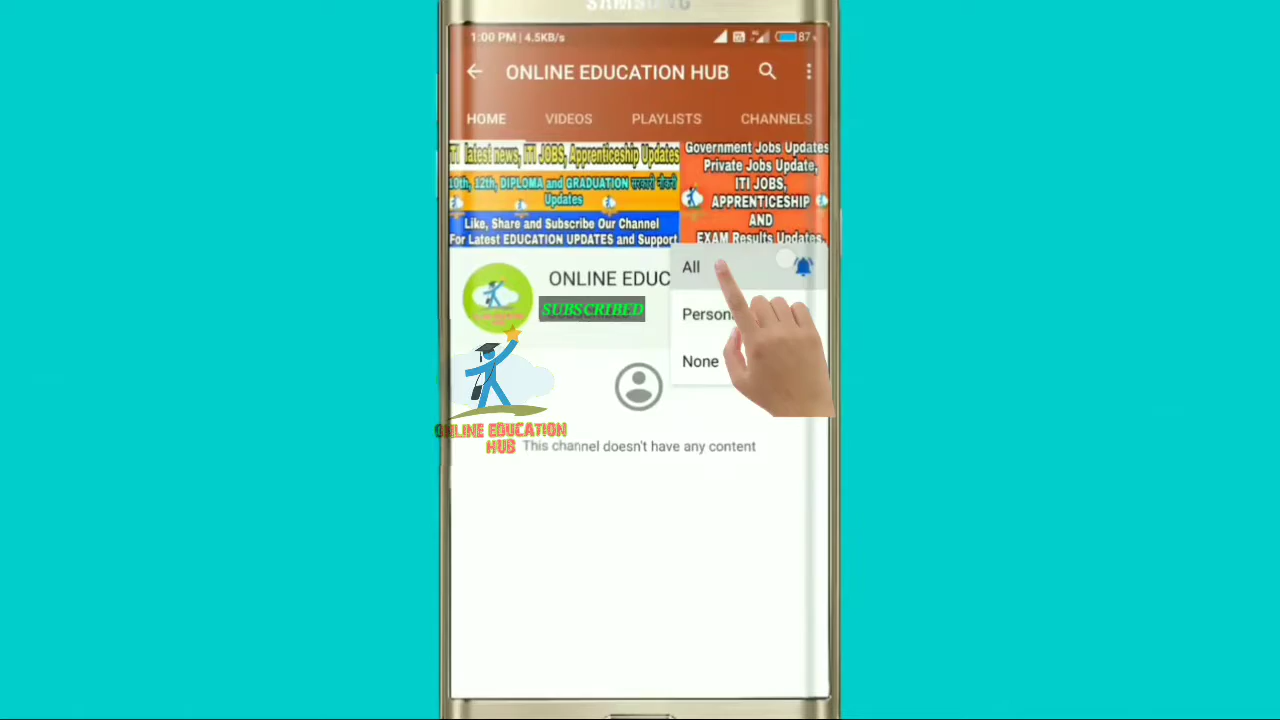 SAMSUNG
1:00 PM | 4.5KB/s
87
ONLINE EDUCATION HUB
HOME VIDEOS PLAYLISTS CHANNELS
TI latest news, ITI JOBS, Apprenticeship Updates
10th, 12th, DIPLOMA and GRADUATION सरकारी नौकरी
Updates
Like, Share and Subscribe Our Channel
For Latest EDUCATION UPDATES and Support
Government Jobs Updates
Private Jobs Update,
ITI JOBS,
APPRENTICESHIP
AND
EXAM Results Updates.
ONLINE EDUC
SUBSCRIBED
All
Person
None
ONLINE EDUCATION
HUB
This channel doesn't have any content